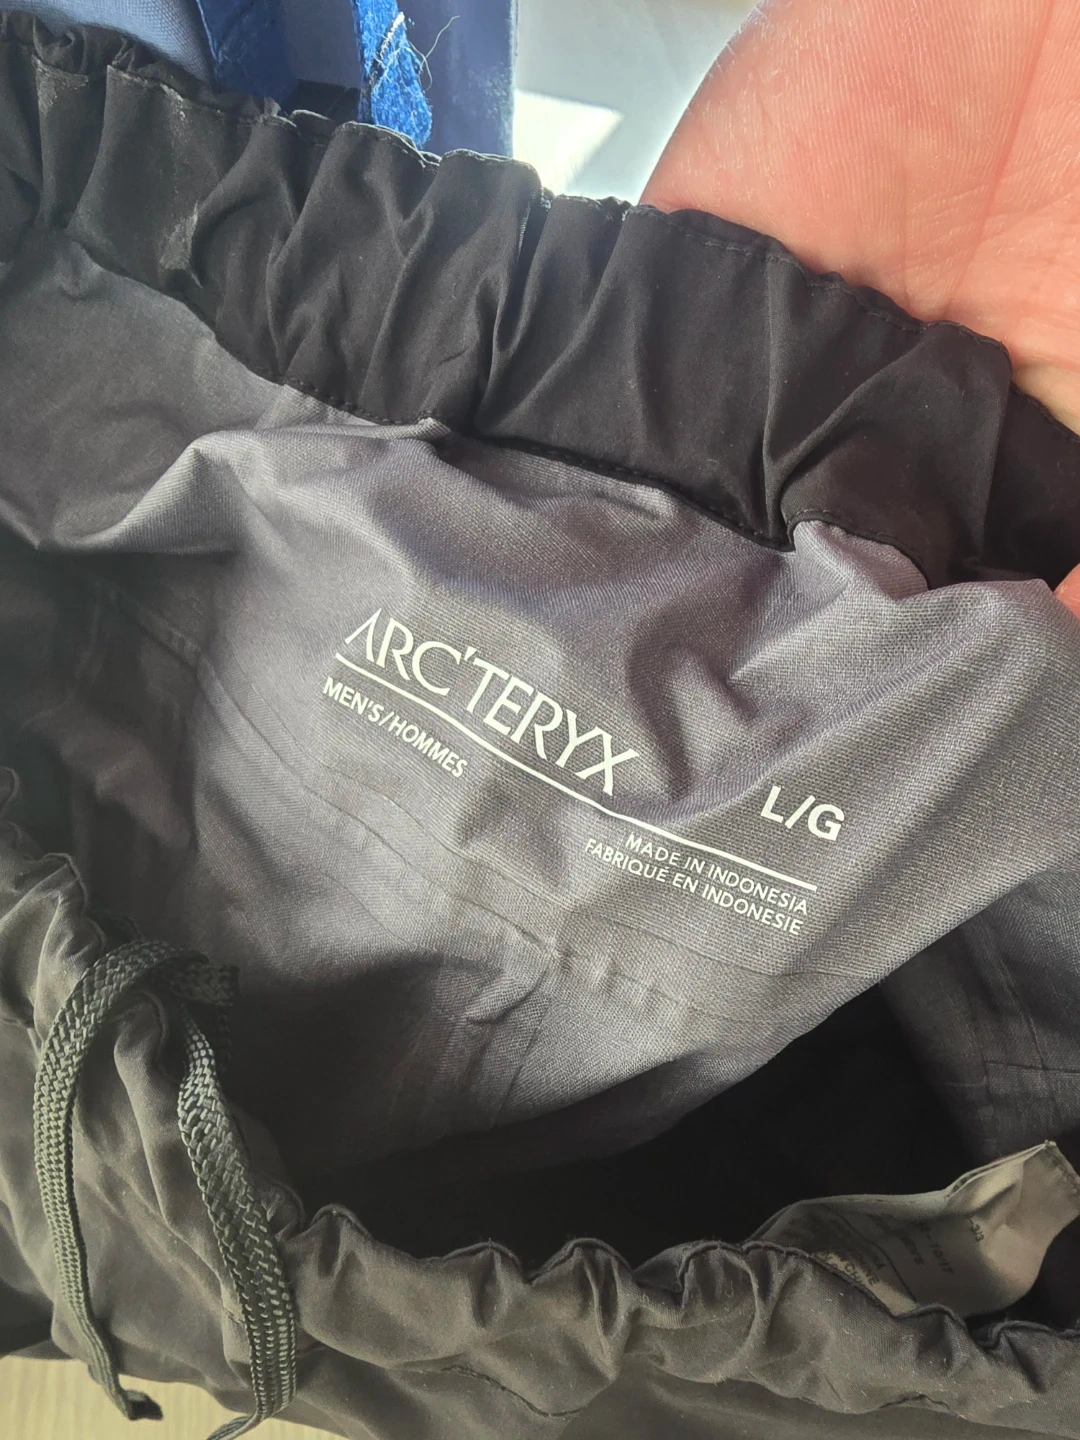 ARC'TERYX
MEN'S/HOMMES
L/G
MADE IN INDONESIA
FABRIQUÉ EN INDONESIE